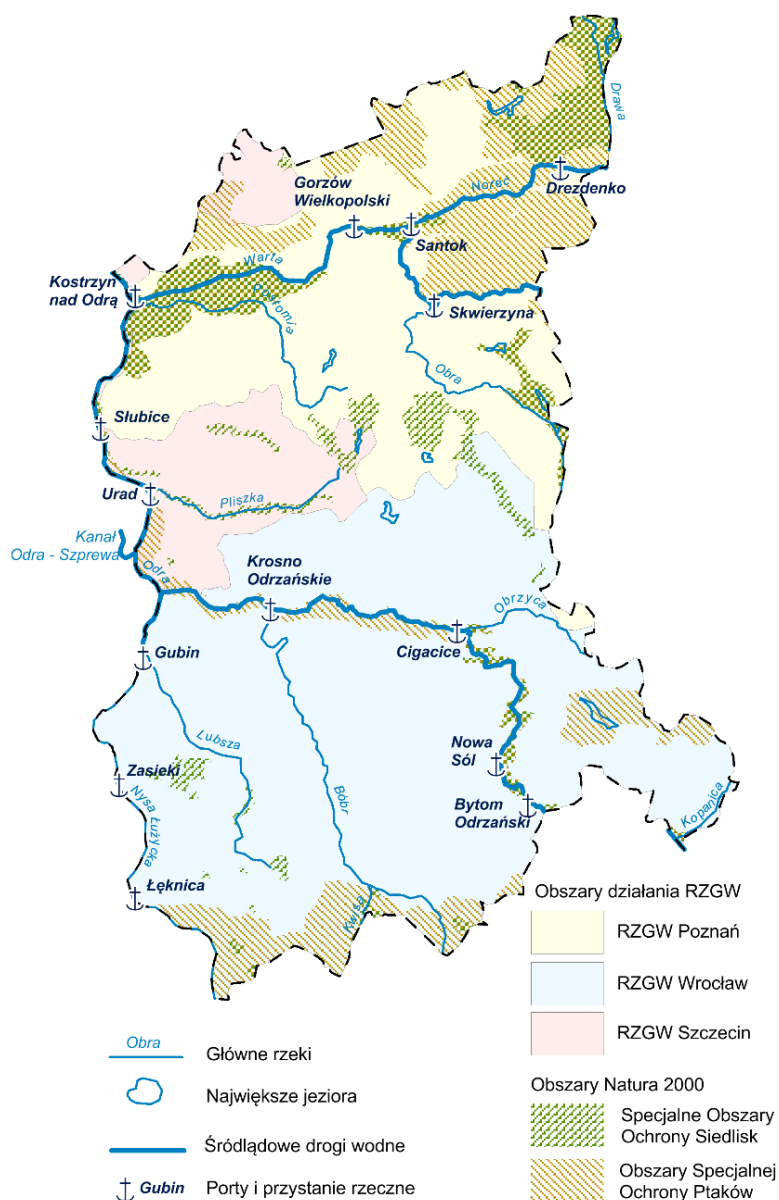 Drawa
Gorzów
Wielkopolski
Drezdenko
Noteć
Santok
Warta
Kostrzyn
nad Odrą
Postomia
Skwierzyna
Obra
Słubice
Urad
Pliszka
Kanał
Odra - Szprewa
Odra
Krosno
Odrzańskie
Obrzyca
Cigacice
Gubin
Lubsza
Nowa
Sól
Zasieki
Bóbr
Bytom
Odrzański
Kopanica
Nysa Łużycka
Łęknica
Kwisa
Obszary działania RZGW
RZGW Poznań
RZGW Wrocław
RZGW Szczecin
Obra
Główne rzeki
Największe jeziora
Śródlądowe drogi wodne
Gubin
Porty i przystanie rzeczne
Obszary Natura 2000
Specjalne Obszary
Ochrony Siedlisk
Obszary Specjalnej
Ochrony Ptaków